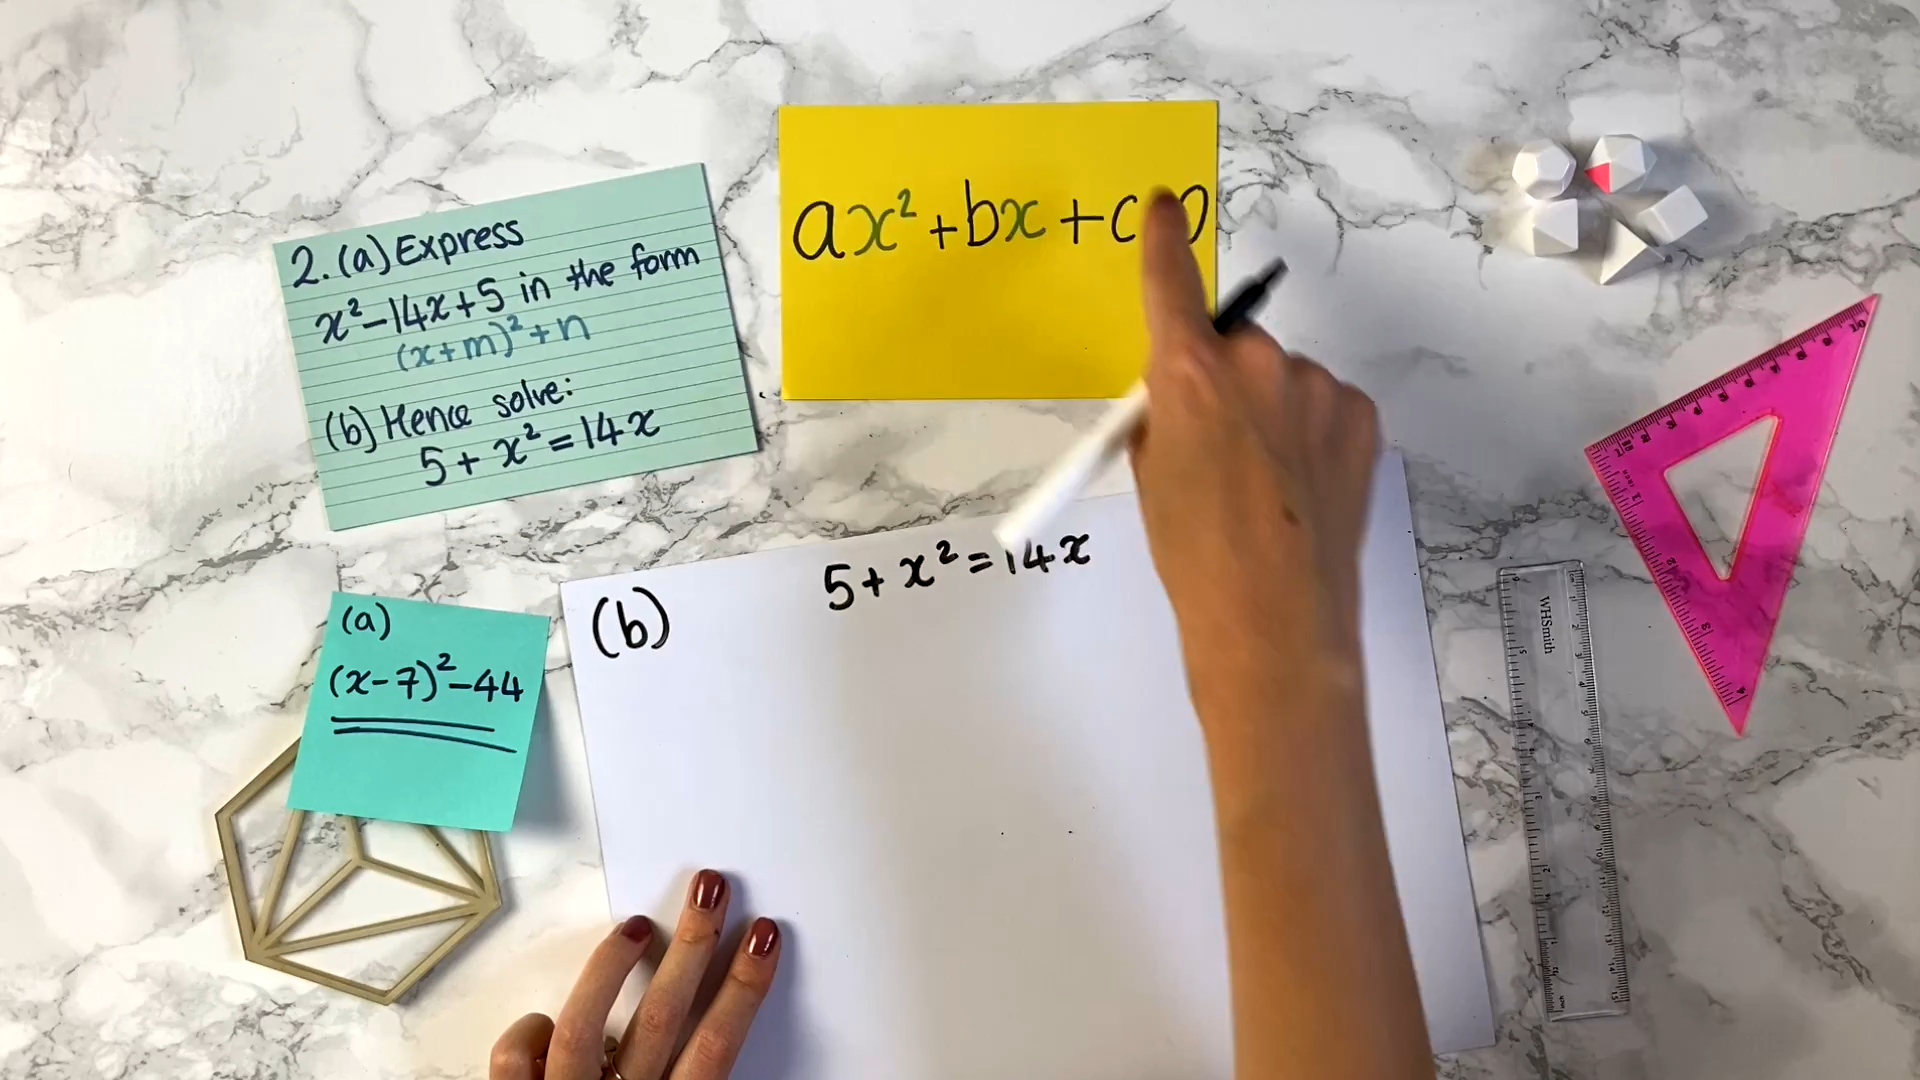 2. (a) Express
x² - 14x + 5 in the form
(x + m)² + n
(b) Hence solve:
5 + x² = 14x
ax² + bx + c
(a)
(x - 7)² - 44
(b)
5 + x² = 14x
WHSmith